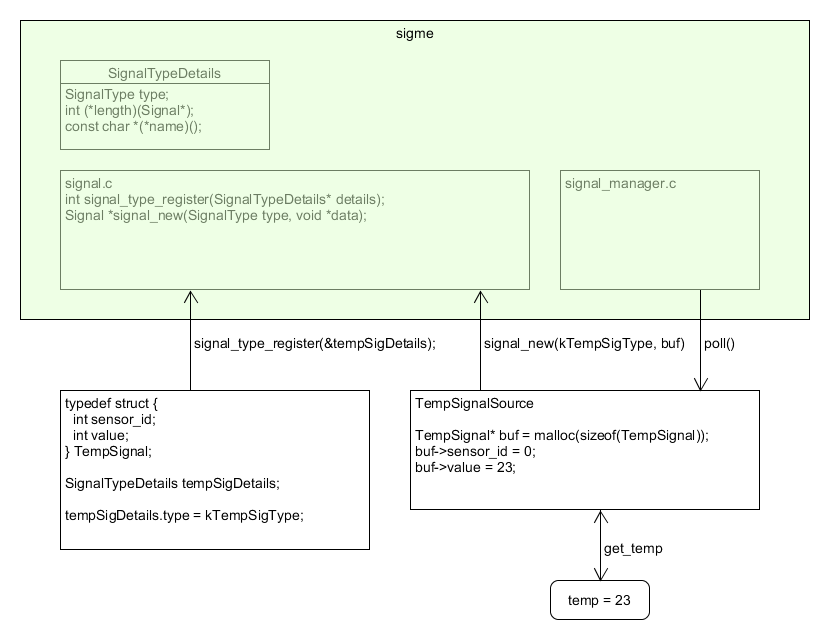 sigme
SignalTypeDetails
SignalType type;
int (*length)(Signal*);
const char *(*name)();
signal.c
int signal_type_register(SignalTypeDetails* details);
Signal *signal_new(SignalType type, void *data);
signal_manager.c
signal_type_register(&tempSigDetails);
signal_new(kTempSigType, buf)
poll()
typedef struct {
  int sensor_id;
  int value;
} TempSignal;
SignalTypeDetails tempSigDetails;
tempSigDetails.type = kTempSigType;
TempSignalSource
TempSignal* buf = malloc(sizeof(TempSignal));
buf->sensor_id = 0;
buf->value = 23;
get_temp
temp = 23